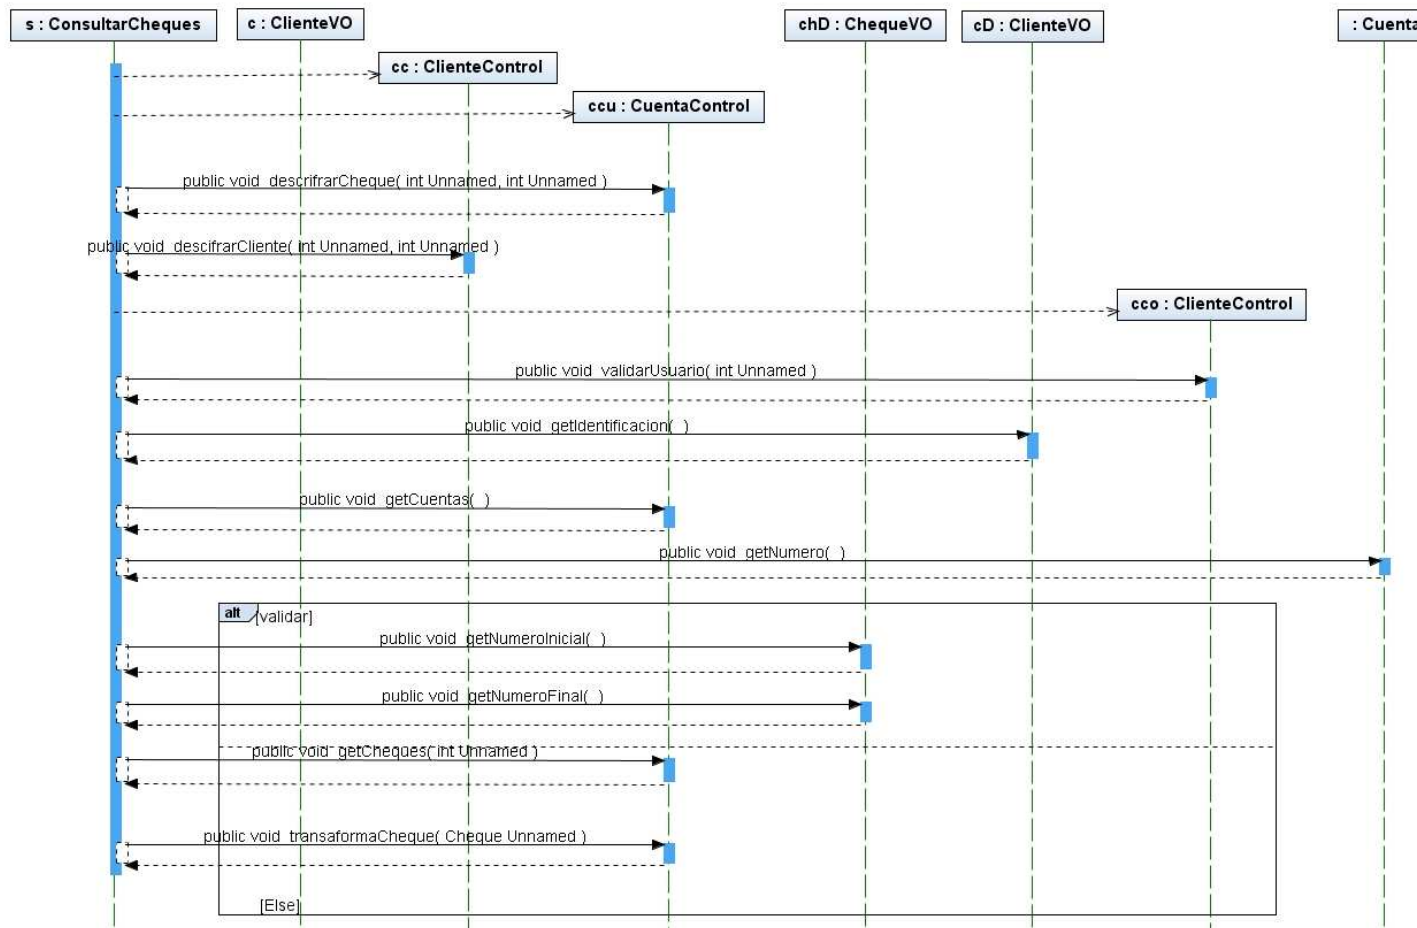 s : ConsultarCheques
c : ClienteVO
chD : ChequeVO
cD : ClienteVO
: Cuenta
cc : ClienteControl
ccu : CuentaControl
public void descrifrarCheque( int Unnamed, int Unnamed )
public void descifrarCliente( int Unnamed, int Unnamed )
cco : ClienteControl
public void validarUsuario( int Unnamed )
public void getIdentificacion( )
public void getCuentas( )
public void getNumero( )
alt [validar]
public void getNumeroInicial( )
public void getNumeroFinal( )
public void getCheques( int Unnamed )
public void transaformaCheque( Cheque Unnamed )
[Else]